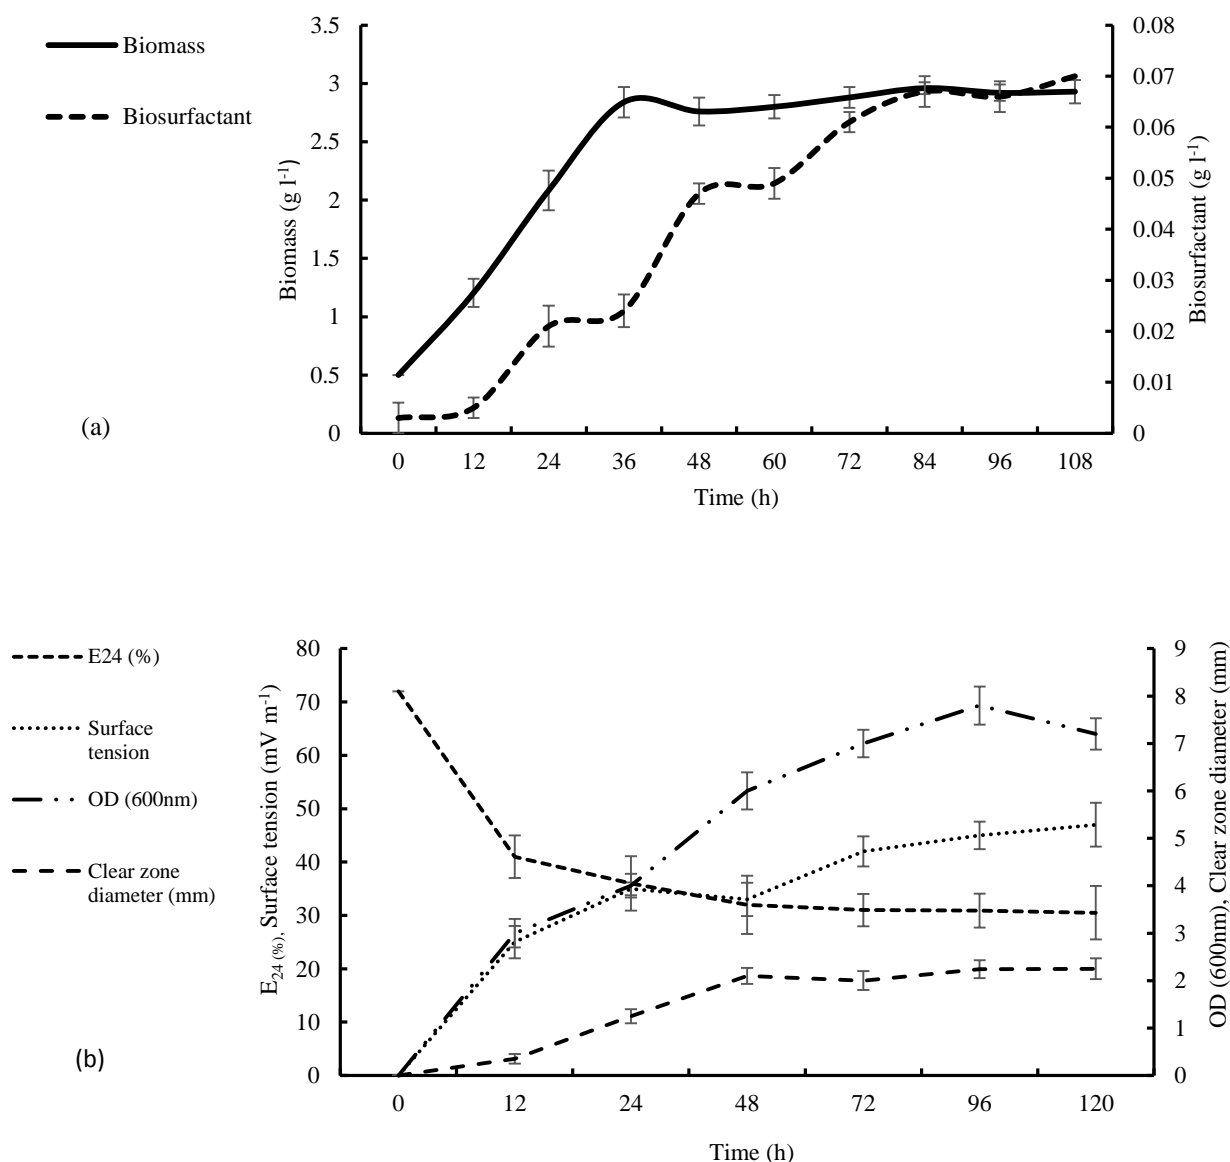 Biomass
Biosurfactant
3.5
3
2.5
2
1.5
1
0.5
0
Biomass (g l-1)
0.08
0.07
0.06
0.05
0.04
0.03
0.02
0.01
0
Biosurfactant (g l-1)
0 12 24 36 48 60 72 84 96 108
Time (h)
(a)
E24 (%)
Surface
tension
OD (600nm)
Clear zone
diameter (mm)
80
70
60
50
40
30
20
10
0
E24 (%), Surface tension (mV m-1)
9
8
7
6
5
4
3
2
1
0
OD (600nm), Clear zone diameter (mm)
0 12 24 48 72 96 120
Time (h)
(b)